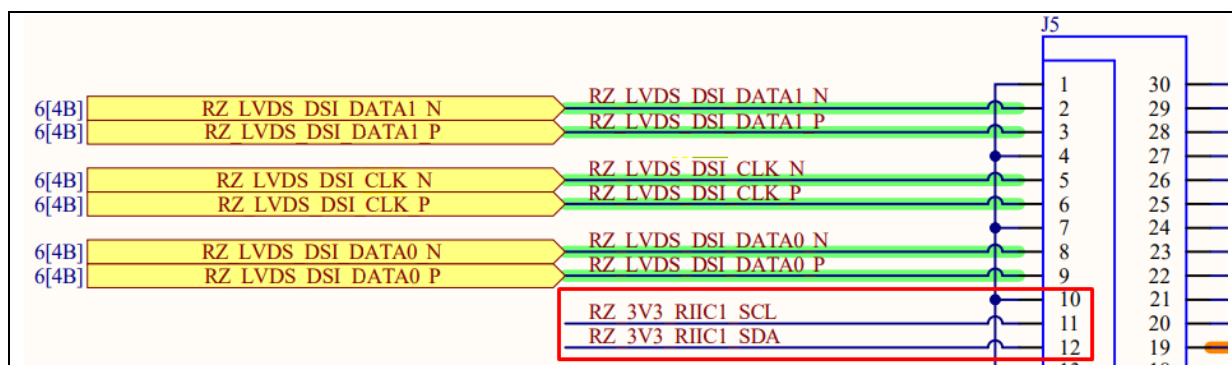 J5
1 30
6[4B] RZ_LVDS_DSI_DATA1_N RZ_LVDS_DSI_DATA1_N 2 29
6[4B] RZ_LVDS_DSI_DATA1_P RZ_LVDS_DSI_DATA1_P 3 28
4 27
6[4B] RZ_LVDS_DSI_CLK_N RZ_LVDS_DSI_CLK_N 5 26
6[4B] RZ_LVDS_DSI_CLK_P RZ_LVDS_DSI_CLK_P 6 25
7 24
6[4B] RZ_LVDS_DSI_DATA0_N RZ_LVDS_DSI_DATA0_N 8 23
6[4B] RZ_LVDS_DSI_DATA0_P RZ_LVDS_DSI_DATA0_P 9 22
10 21
RZ_3V3_RIIC1_SCL 11 20
RZ_3V3_RIIC1_SDA 12 19